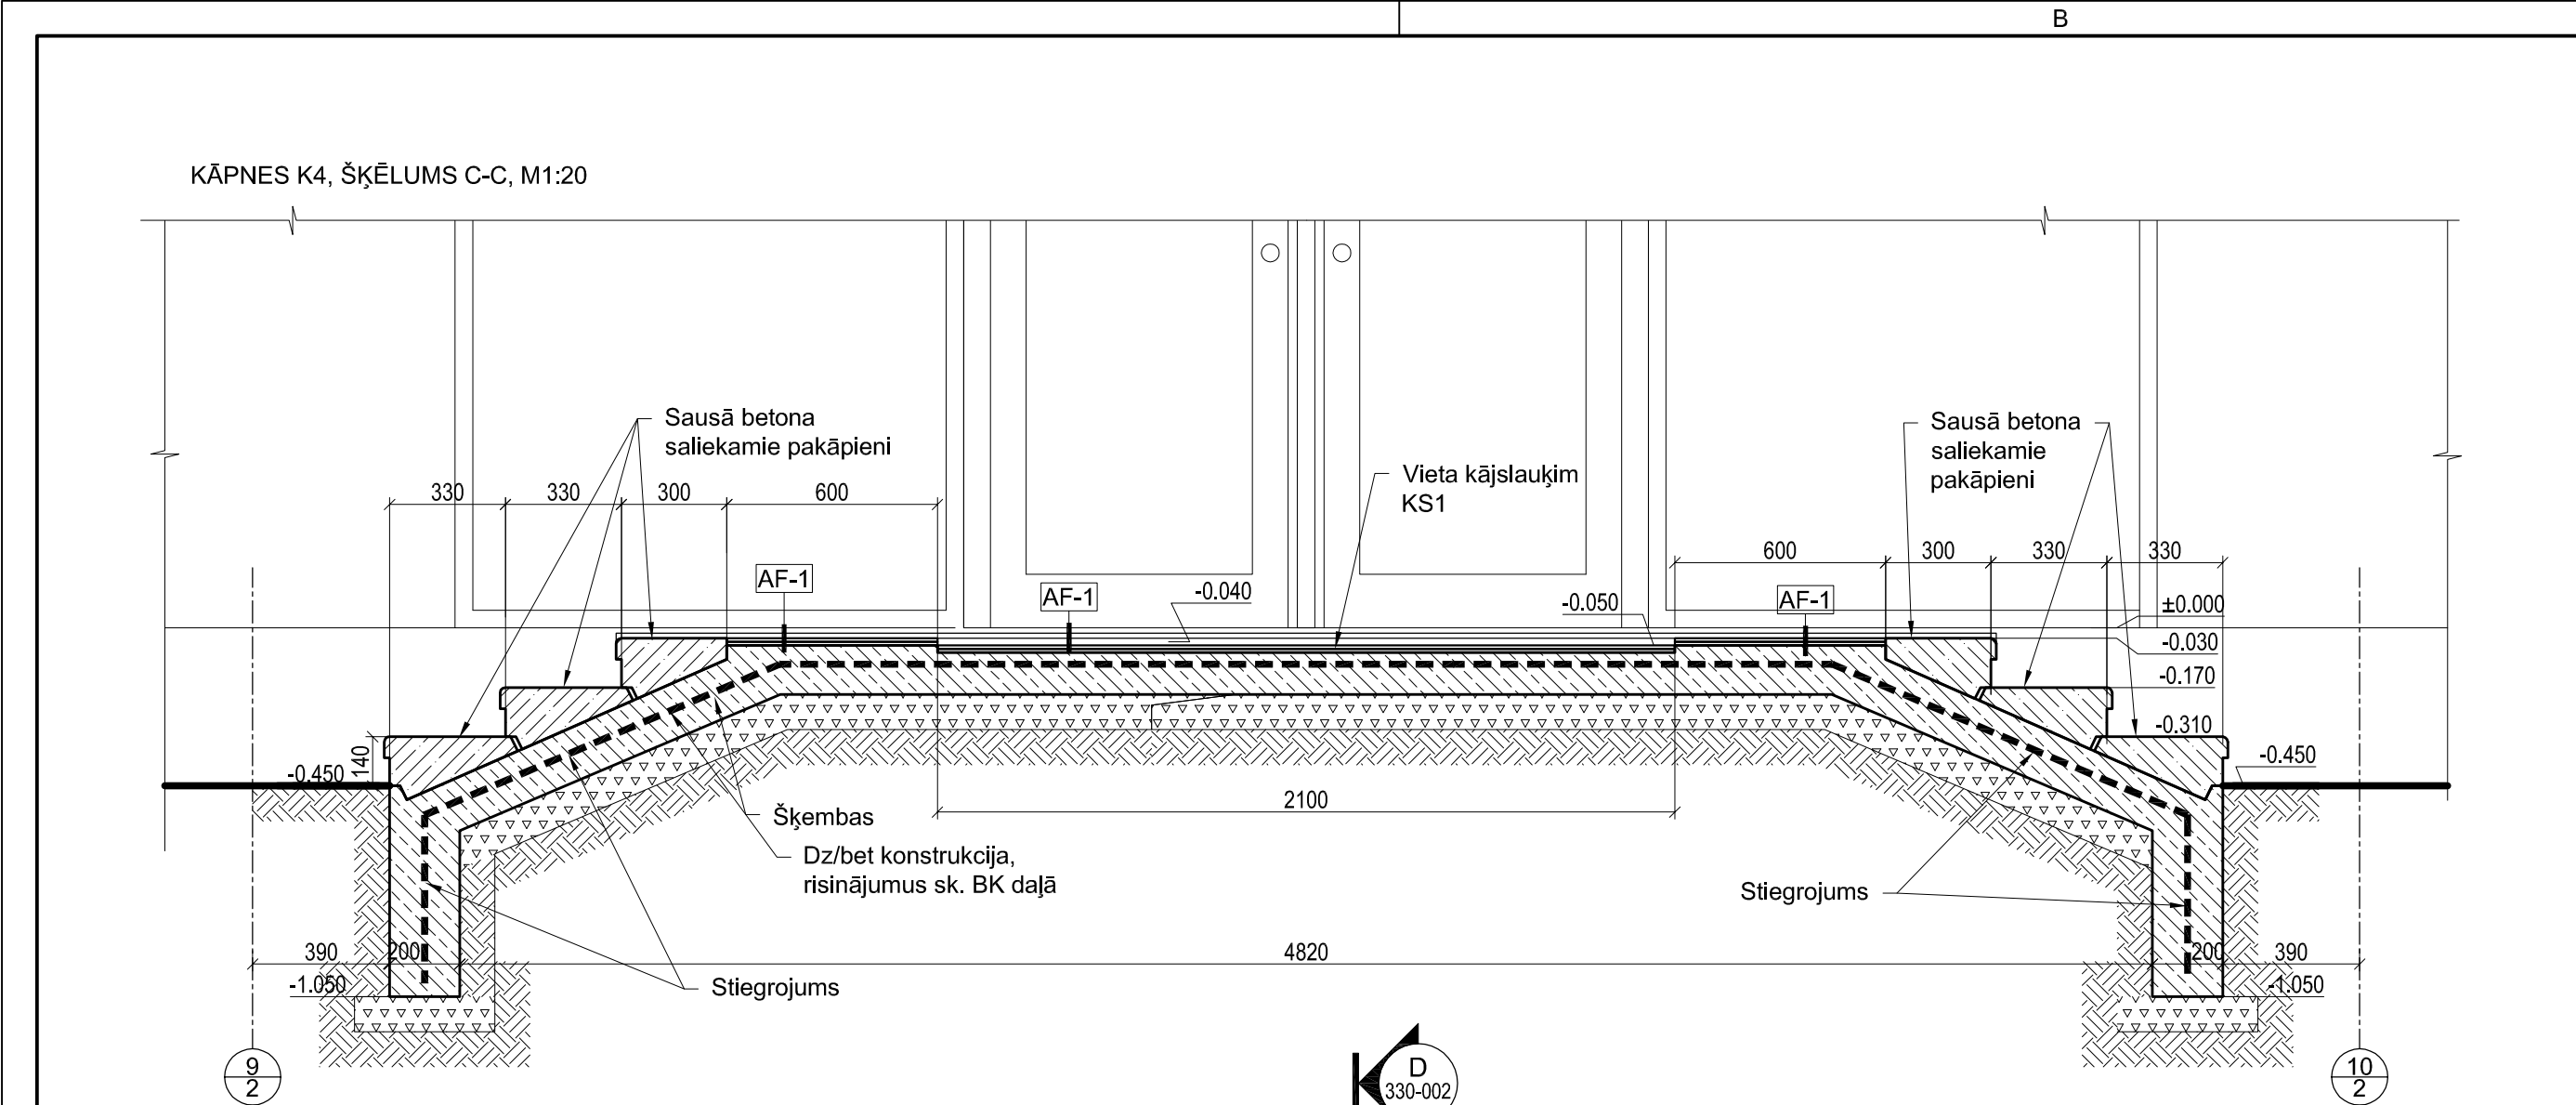 B
KĀPNES K4, ŠĶĒLUMS C-C, M1:20
Sausā betona
saliekamie pakāpieni
Sausā betona
saliekamie
pakāpieni
Vieta kājslauķim
KS1
330
330
300
600
600
300
330
330
AF-1
AF-1
AF-1
-0.040
-0.050
±0.000
-0.030
-0.170
-0.310
-0.450
140
-0.450
2100
Šķembas
Dz/bet konstrukcija,
risinājumus sk. BK daļā
Stiegrojums
390
200
4820
200
390
-1.050
Stiegrojums
-1.050
9
2
D
330-002
10
2